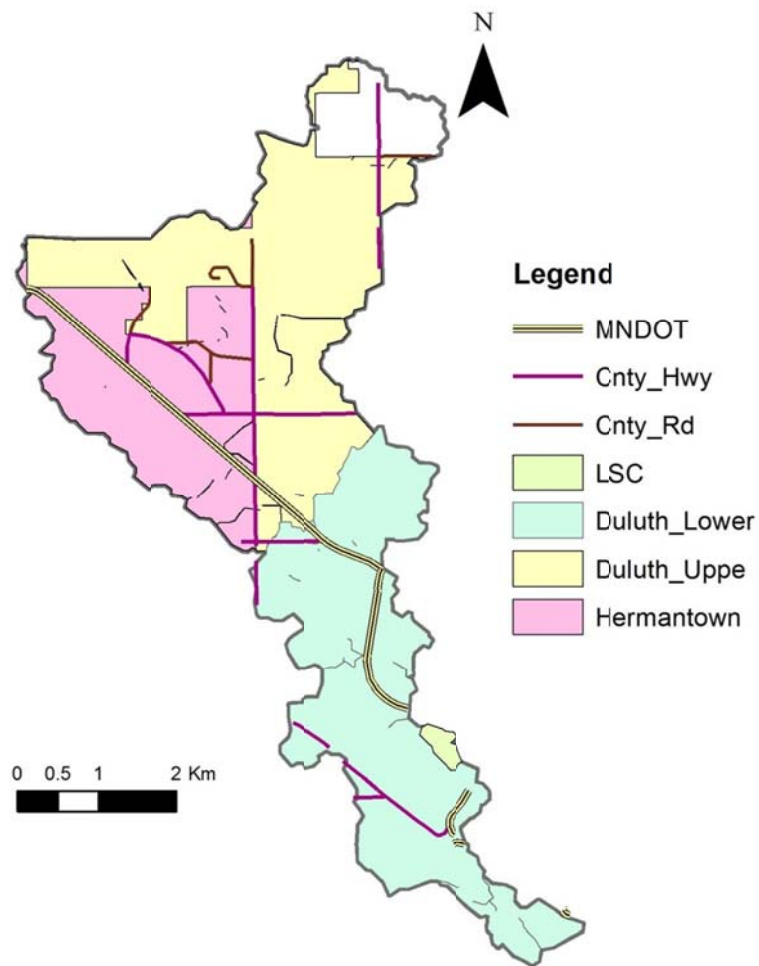 N
Legend
MNDOT
Cnty_Hwy
Cnty_Rd
LSC
Duluth_Lower
Duluth_Uppe
Hermantown
0 0.5 1 2 Km